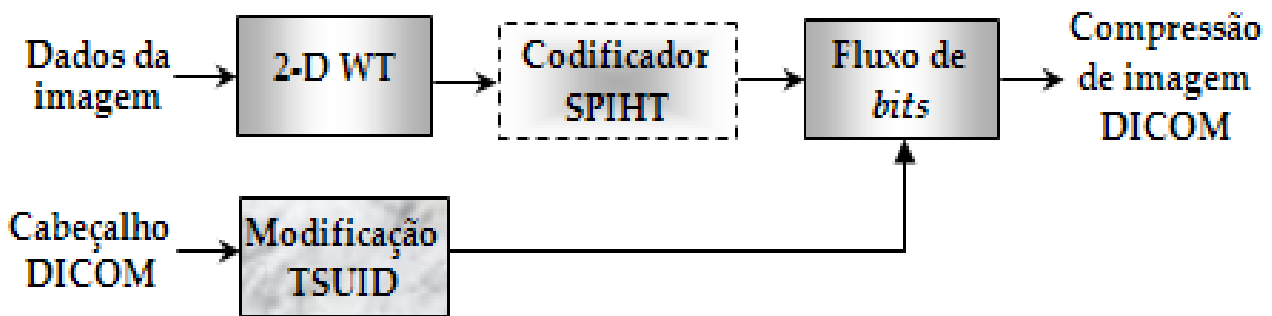 Dados da
imagem
2-D WT
Codificador
SPIHT
Fluxo de
bits
Compressão
de imagem
DICOM
Cabeçalho
DICOM
Modificação
TSUID